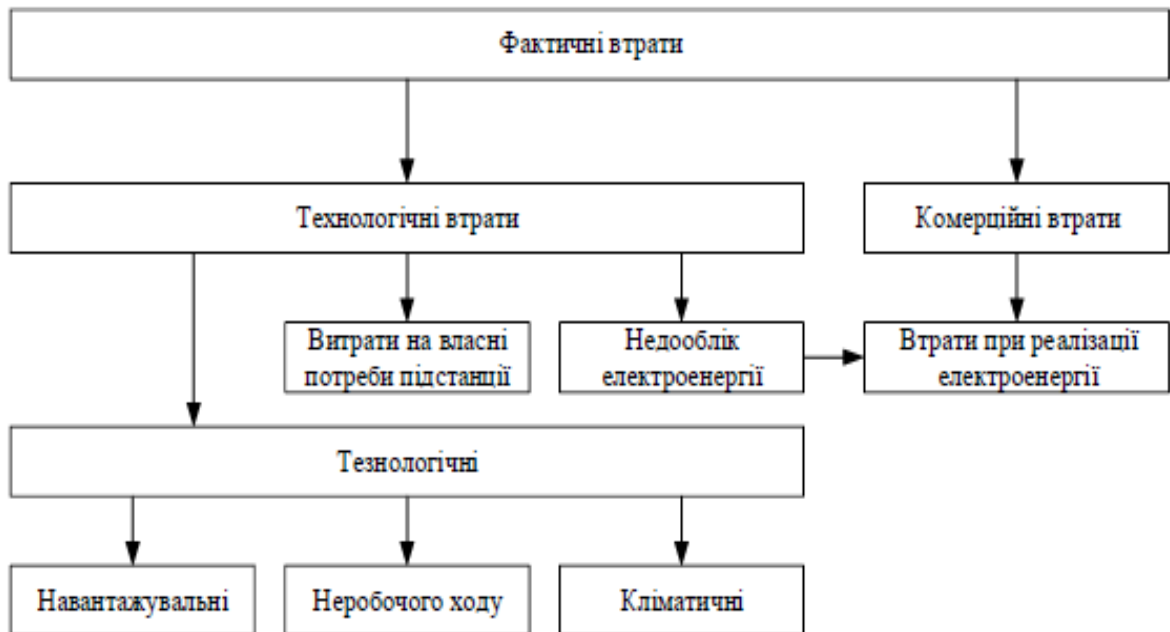 Фактичні втрати
Технологічні втрати
Комерційні втрати
Витрати на власні
потреби підстанції
Недооблік
електроенергії
Втрати при реалізації
електроенергії
Тезнологічні
Навантажувальні
Неробочого ходу
Кліматичні